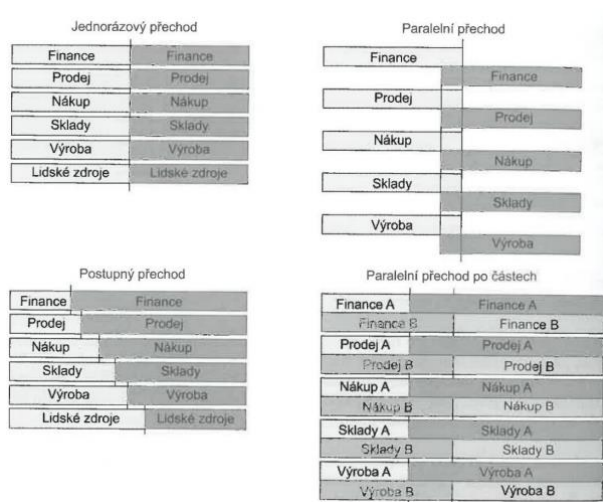 Jednorázový přechod
Finance Finance
Prodej Prodej
Nákup Nákup
Sklady Sklady
Výroba Výroba
Lidské zdroje Lidské zdroje
Paralelní přechod
Finance
Finance
Prodej
Prodej
Nákup
Nákup
Sklady
Sklady
Výroba
Výroba
Postupný přechod
Finance Finance
Prodej Prodej
Nákup Nákup
Sklady Sklady
Výroba Výroba
Lidské zdroje Lidské zdroje
Paralelní přechod po částech
Finance A Finance A
Finance B Finance B
Prodej A Prodej A
Prodej B Prodej B
Nákup A Nákup A
Nákup B Nákup B
Sklady A Sklady A
Sklady B Sklady B
Výroba A Výroba A
Výroba B Výroba B